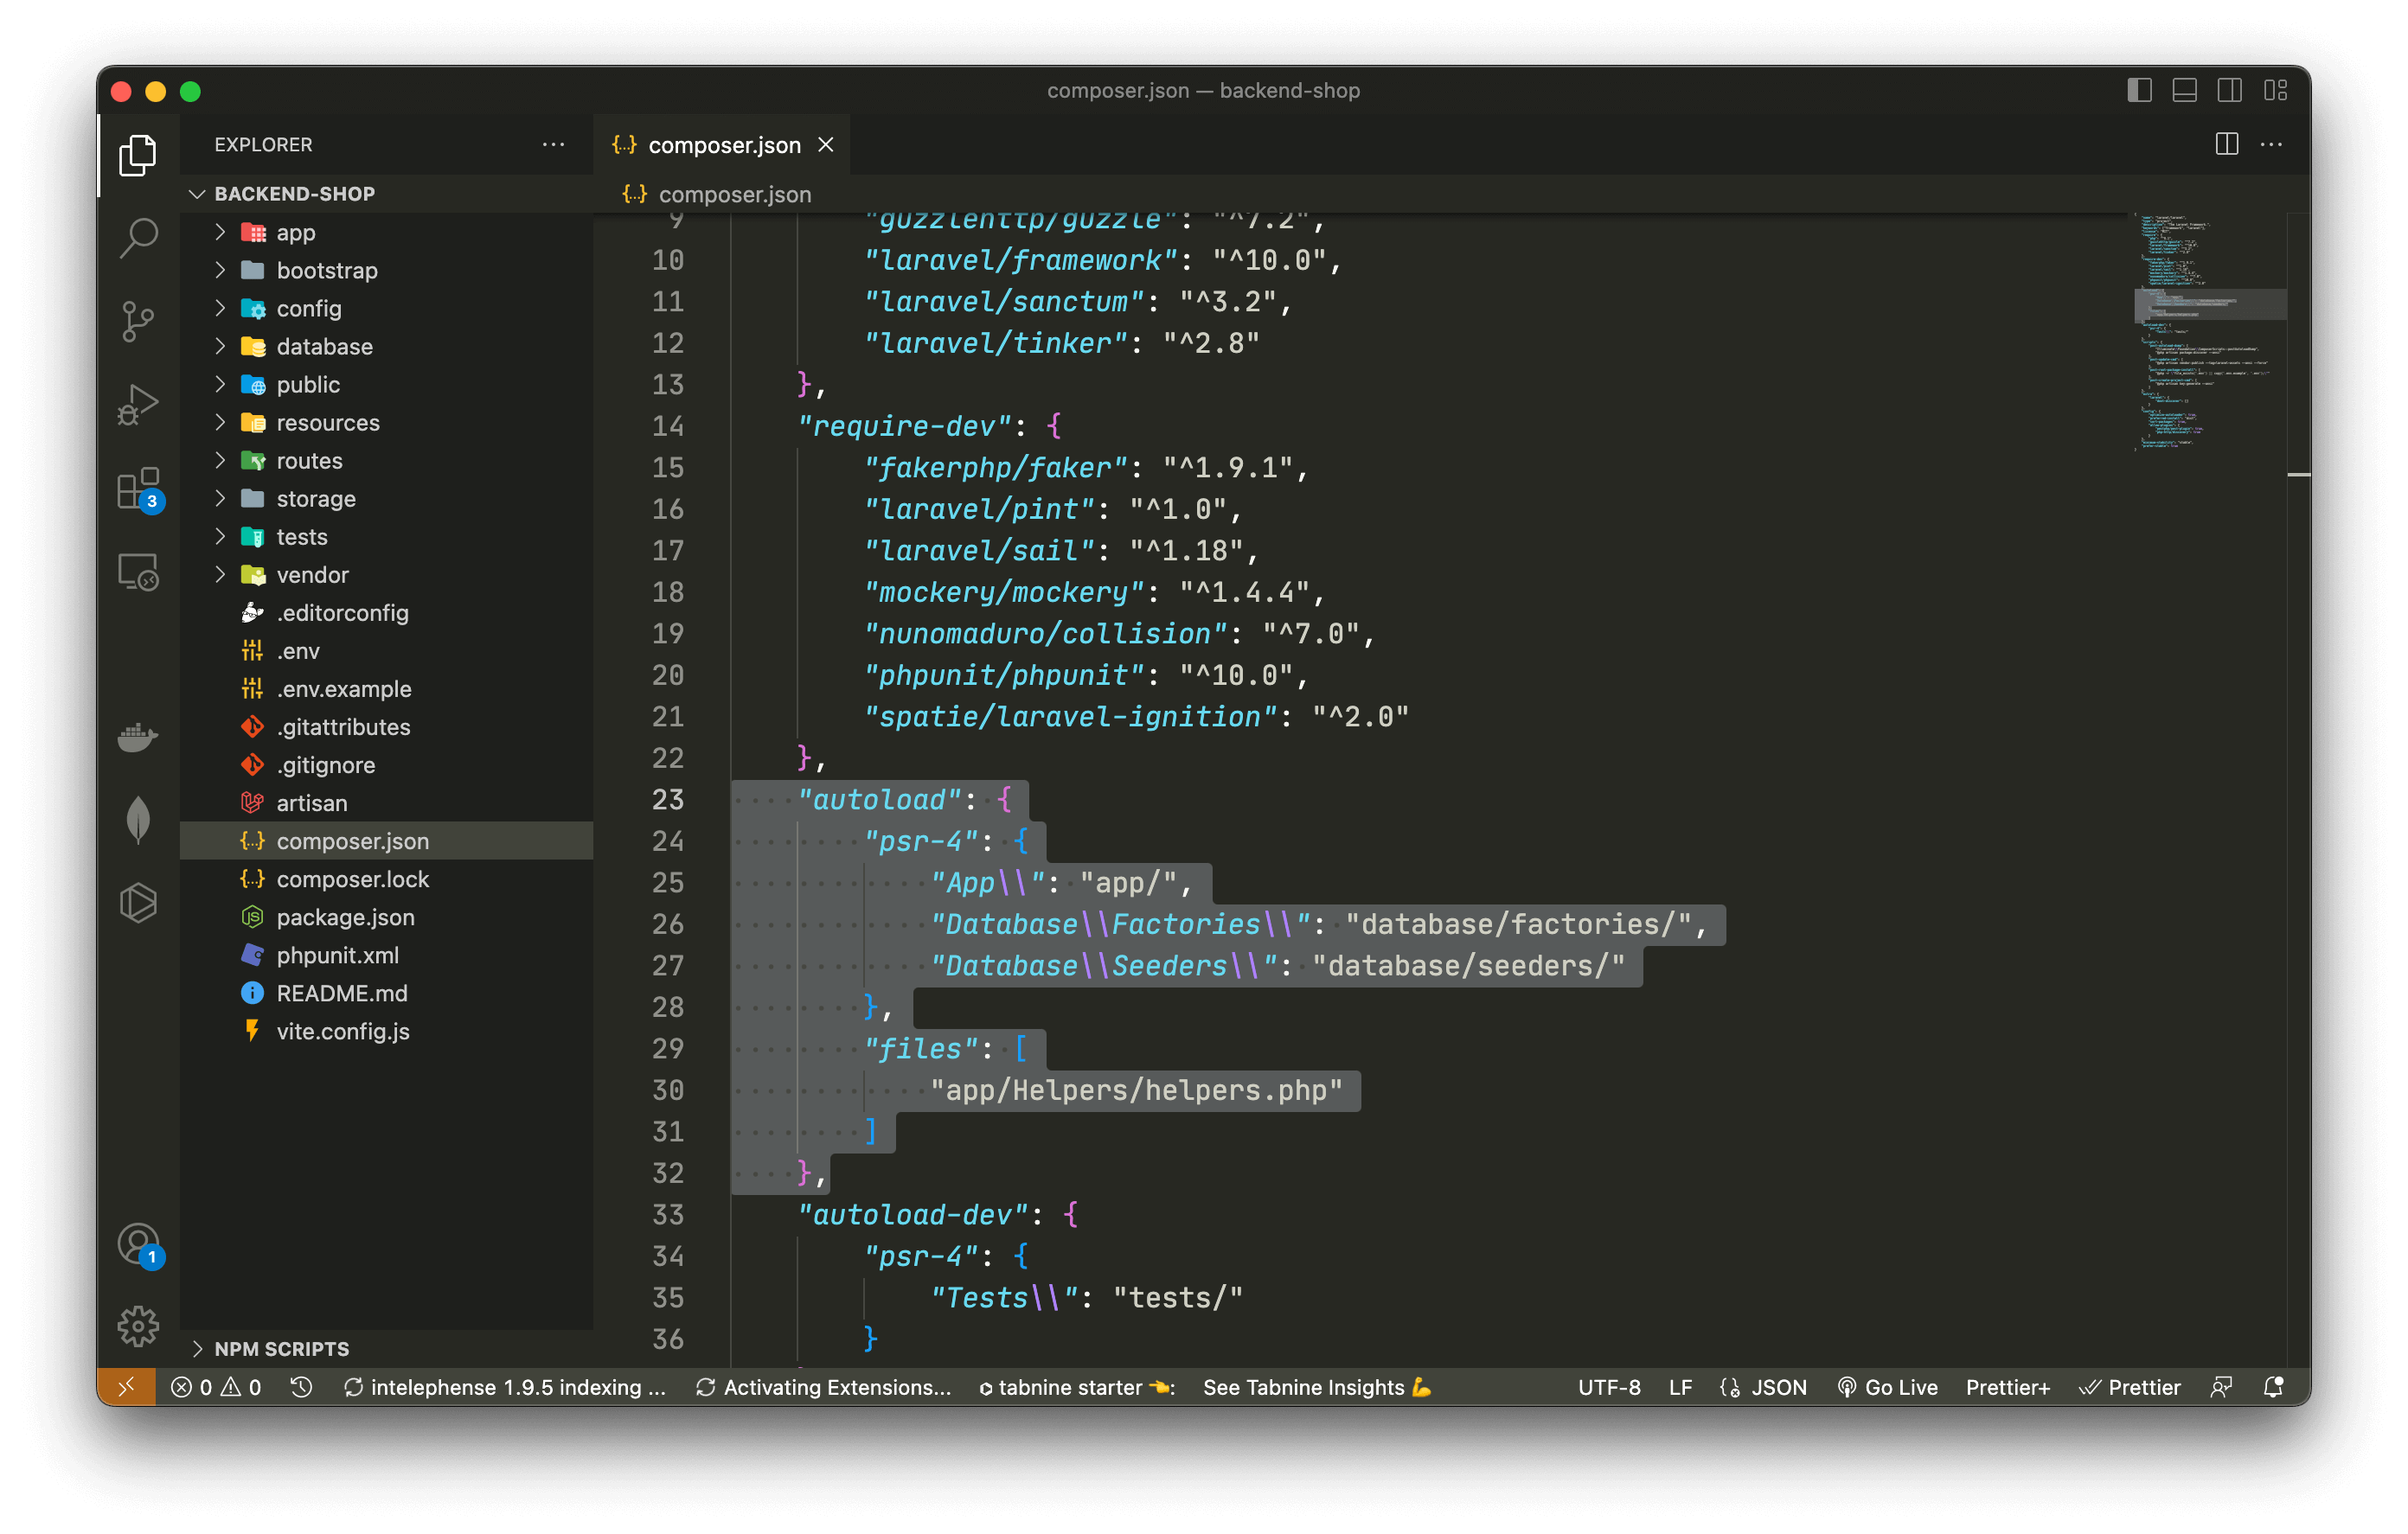 composer.json — backend-shop
EXPLORER
BACKEND-SHOP
app
bootstrap
config
database
public
resources
routes
storage
tests
vendor
.editorconfig
.env
.env.example
.gitattributes
.gitignore
artisan
composer.json
composer.lock
package.json
phpunit.xml
README.md
vite.config.js
NPM SCRIPTS
3
1
composer.json
composer.json
9 "guzzlehttp/guzzle": "^7.2",
10 "laravel/framework": "^10.0",
11 "laravel/sanctum": "^3.2",
12 "laravel/tinker": "^2.8"
13 },
14 "require-dev": {
15 "fakerphp/faker": "^1.9.1",
16 "laravel/pint": "^1.0",
17 "laravel/sail": "^1.18",
18 "mockery/mockery": "^1.4.4",
19 "nunomaduro/collision": "^7.0",
20 "phpunit/phpunit": "^10.0",
21 "spatie/laravel-ignition": "^2.0"
22 },
23 "autoload": {
24 "psr-4": {
25 "App\\": "app/",
26 "Database\\Factories\\": "database/factories/",
27 "Database\\Seeders\\": "database/seeders/"
28 },
29 "files": [
30 "app/Helpers/helpers.php"
31 ]
32 },
33 "autoload-dev": {
34 "psr-4": {
35 "Tests\\": "tests/"
36 }
0 0 intelephense 1.9.5 indexing ... Activating Extensions... tabnine starter 👈: See Tabnine Insights 💪 UTF-8 LF JSON Go Live Prettier+ Prettier